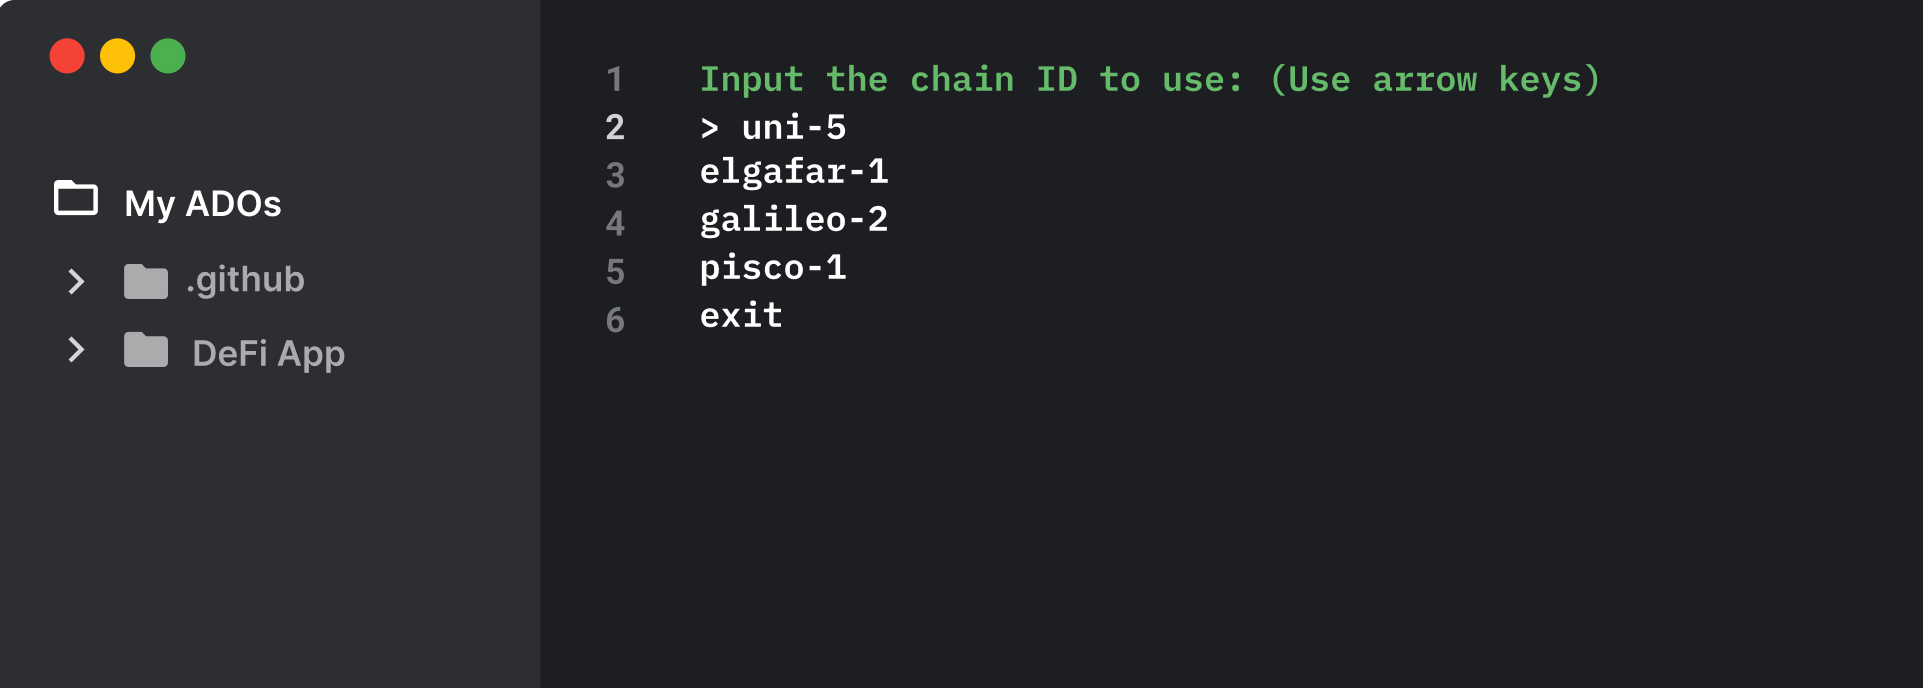 My ADOs
.github
DeFi App
1 Input the chain ID to use: (Use arrow keys)
2 > uni-5
3 elgafar-1
4 galileo-2
5 pisco-1
6 exit